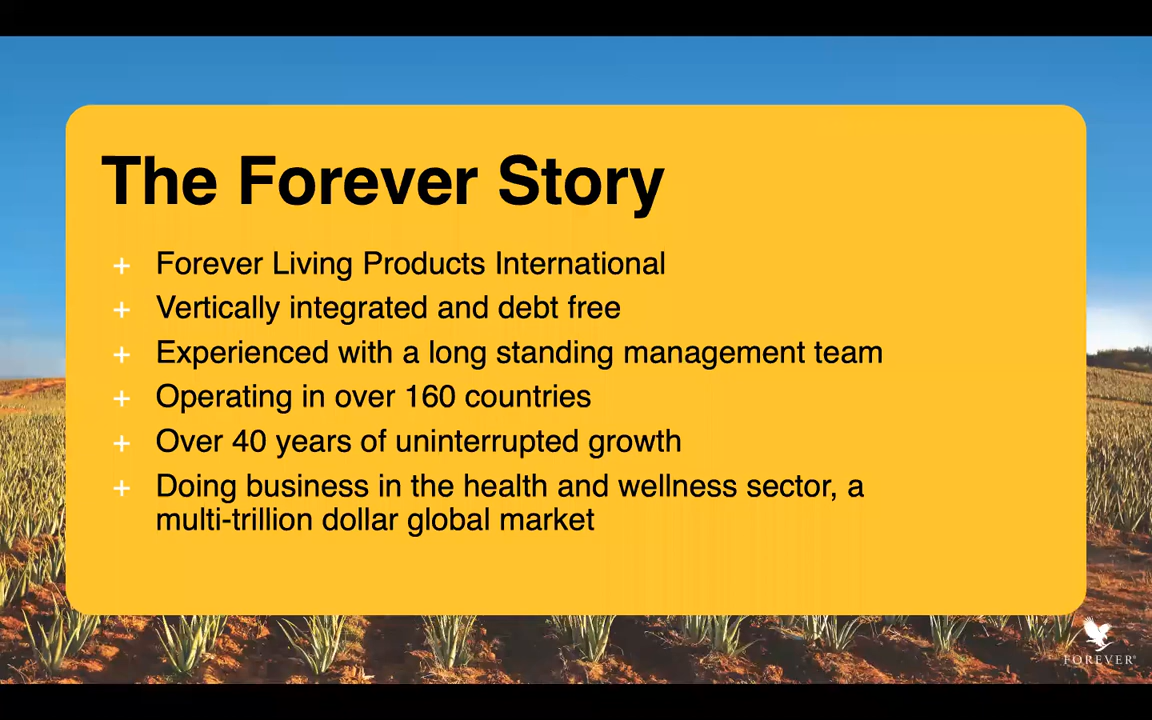 The Forever Story
+ Forever Living Products International
+ Vertically integrated and debt free
+ Experienced with a long standing management team
+ Operating in over 160 countries
+ Over 40 years of uninterrupted growth
+ Doing business in the health and wellness sector, a
multi-trillion dollar global market
FOREVER®